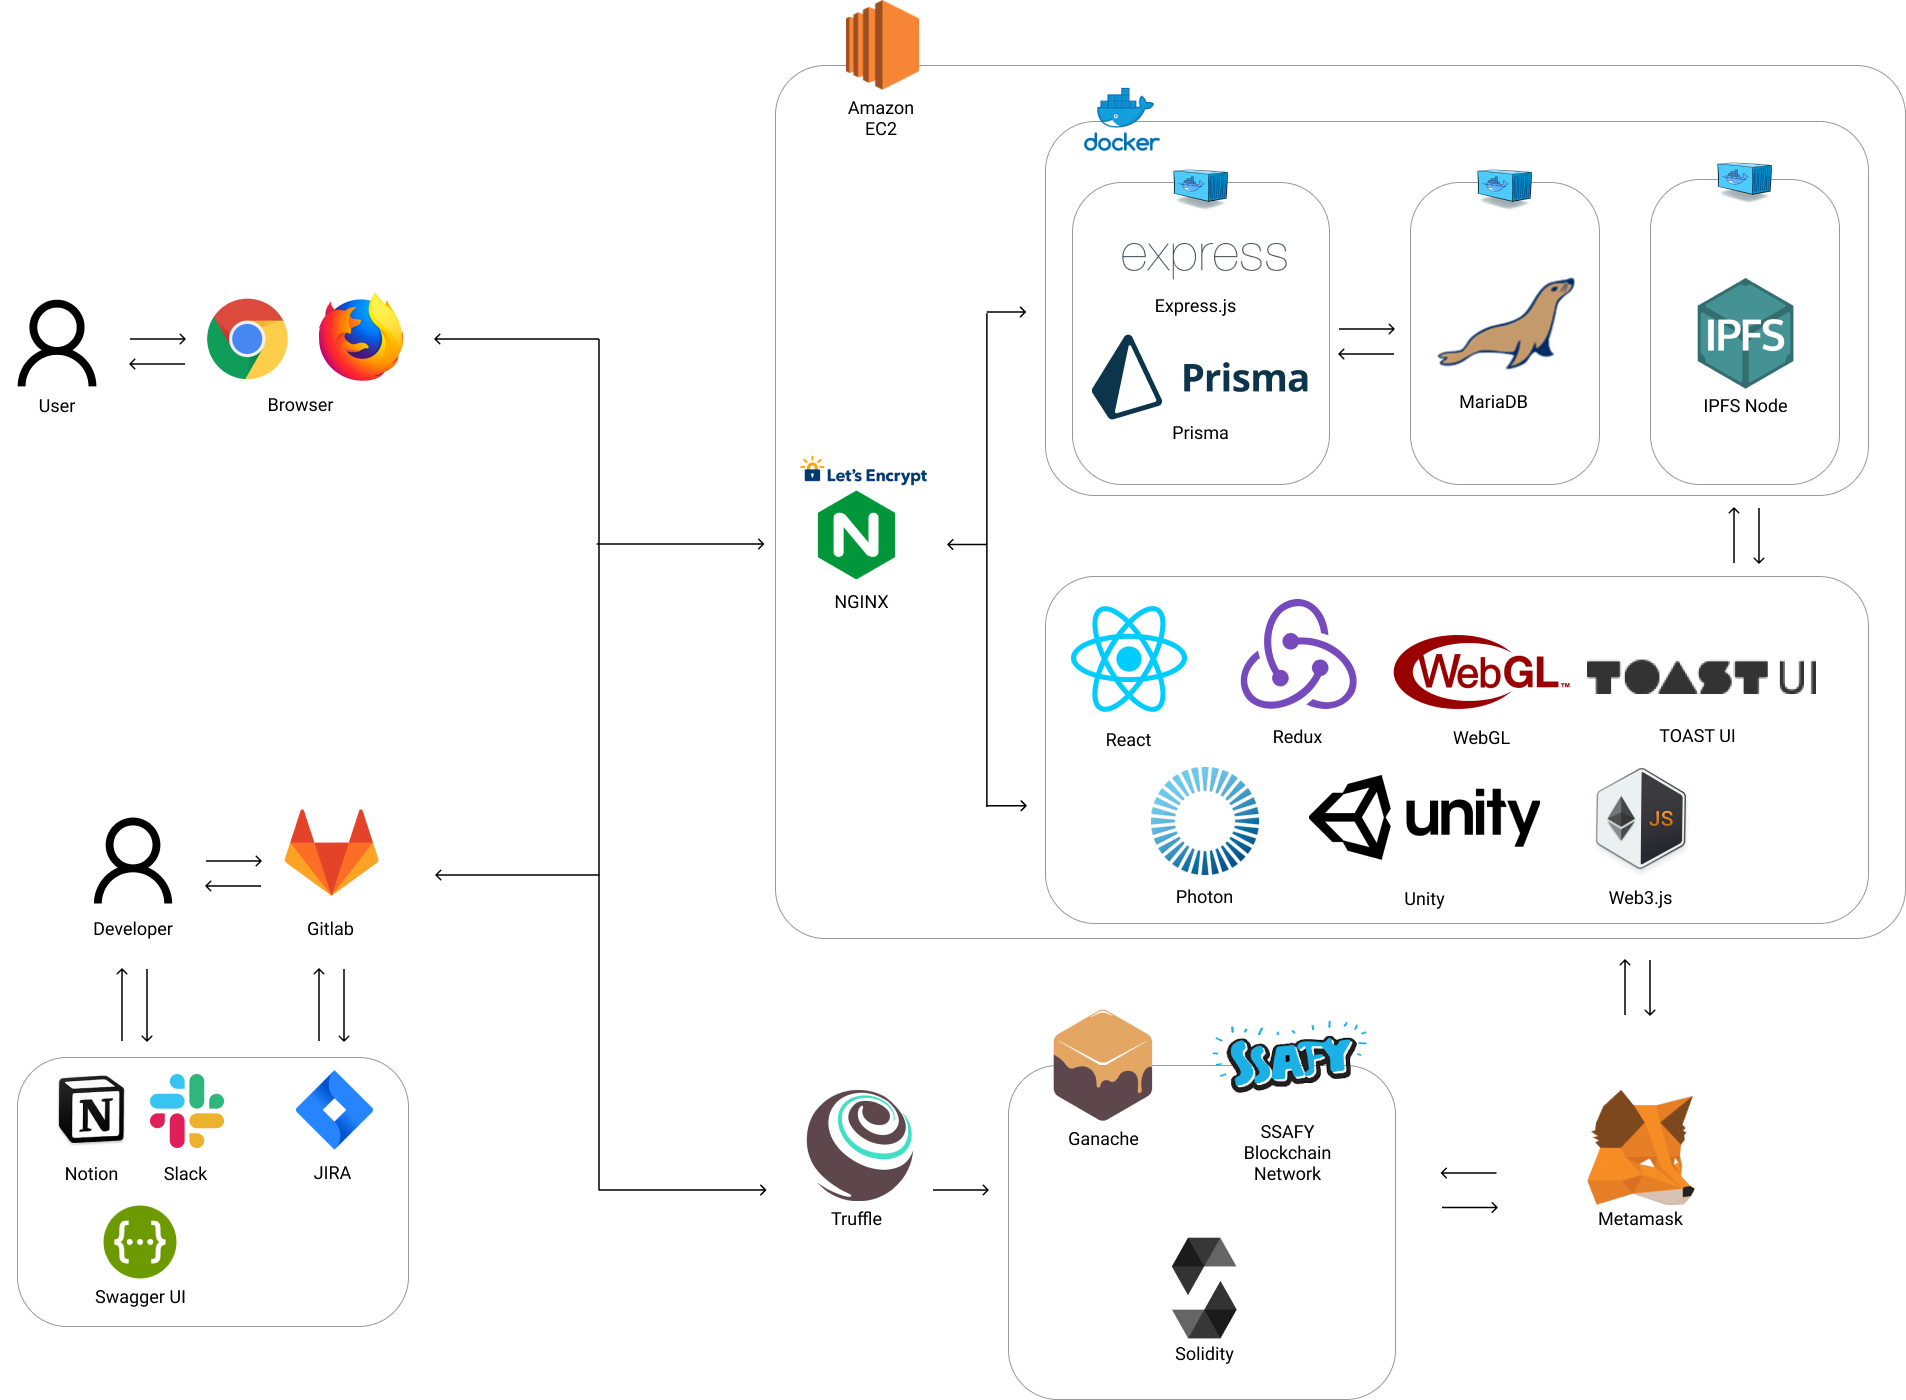 Amazon
EC2
docker
express
Express.js
Prisma
Prisma
MariaDB
IPFS
IPFS Node
User
Browser
Let's Encrypt
N
NGINX
React
Redux
WebGL™
WebGL
TOAST UI
TOAST UI
Photon
unity
Unity
JS
Web3.js
Developer
Gitlab
N
Notion
Slack
JIRA
{···}
Swagger UI
Truffle
Ganache
SSAFY
SSAFY
Blockchain
Network
Solidity
Metamask